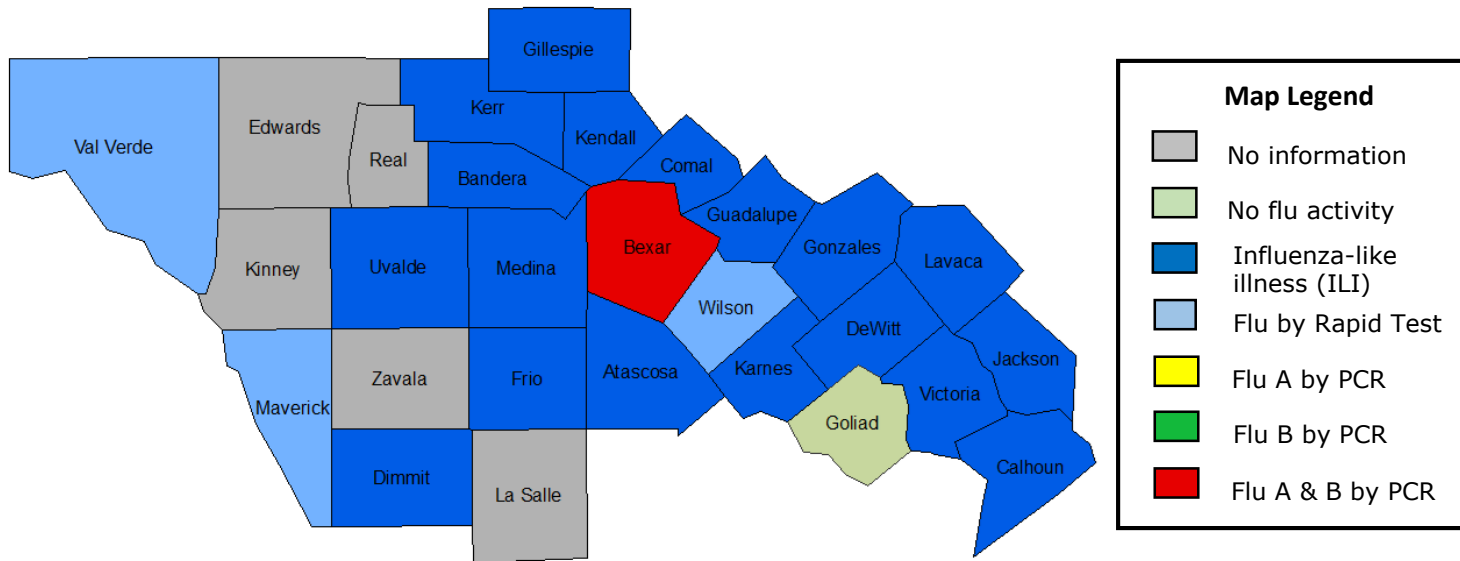 Gillespie
Kerr
Edwards
Kendall
Val Verde
Real
Comal
Bandera
Guadalupe
Bexar
Gonzales
Kinney
Uvalde
Medina
Lavaca
Wilson
DeWitt
Jackson
Zavala
Frio
Atascosa
Karnes
Victoria
Maverick
Goliad
Calhoun
Dimmit
La Salle
Map Legend
No information
No flu activity
Influenza-like
illness (ILI)
Flu by Rapid Test
Flu A by PCR
Flu B by PCR
Flu A & B by PCR